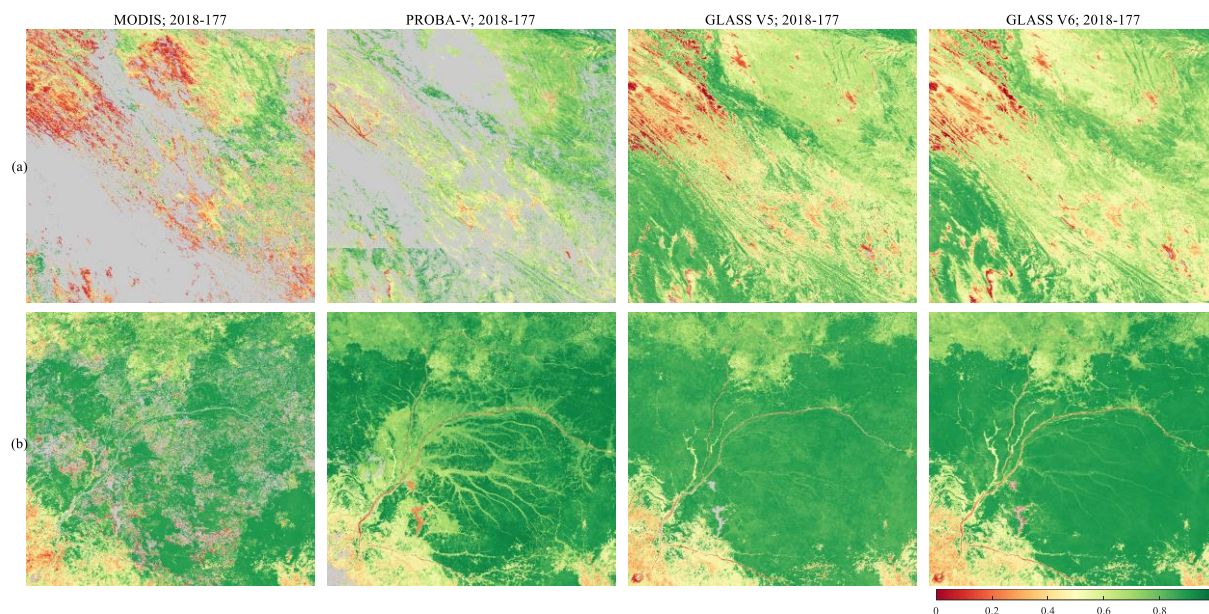 MODIS; 2018-177 PROBA-V; 2018-177 GLASS V5; 2018-177 GLASS V6; 2018-177
(a)
(b)
0 0.2 0.4 0.6 0.8